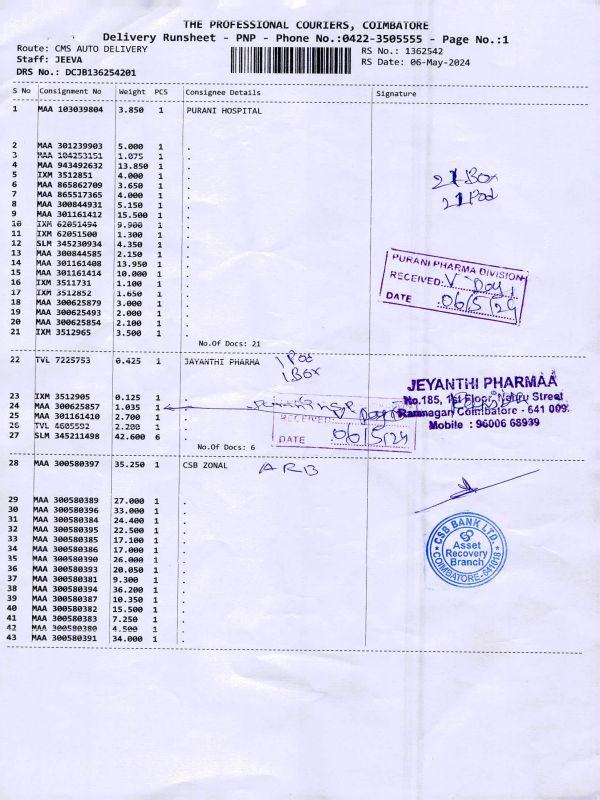 THE PROFESSIONAL COURIERS, COIMBATORE
Delivery Runsheet - PNP - Phone No.:0422-3505555 - Page No.:1
Route: CMS AUTO DELIVERY
RS No.: 1362542
Staff: JEEVA
RS Date: 06-May-2024
DRS No.: DCJB136254201
S No Consignment No Weight PCS Consignee Details Signature
1 MAA 103039804 3.850 1 PURANI HOSPITAL
2 MAA 301239903 5.000 1 .
3 MAA 104253151 1.075 1 .
4 MAA 943492632 13.850 1 .
5 IXM 3512851 4.000 1 .
6 MAA 865862709 3.650 1 .
7 MAA 865517365 4.000 1 .
8 MAA 300844931 5.150 1 .
9 MAA 301161412 15.500 1 .
10 IXM 62051494 9.900 1 .
11 IXM 62051500 1.300 1 .
12 SLM 345230934 4.350 1 .
13 MAA 300844585 2.150 1 .
14 MAA 301161408 13.950 1 .
15 MAA 301161414 10.000 1 .
16 IXM 3511731 1.100 1 .
17 IXM 3512852 1.650 1 .
18 MAA 300625879 3.000 1 .
19 MAA 300625493 2.000 1 .
20 MAA 300625854 2.100 1 .
21 IXM 3512965 3.500 1 .
21 Box
21 Pod
PURANI PHARMA DIVISION
RECEIVED:
DATE 06/5/24
No.Of Docs: 21
22 TVL 7225753 0.425 1 JAYANTHI PHARMA
1 Pod
1 Box
23 IXM 3512905 0.125 1 .
24 MAA 300625857 1.035 1
25 MAA 301161410 2.700 1 .
26 TVL 4605592 2.200 1 .
27 SLM 345211498 42.600 6 .
RECEIVED
DATE 06/5/24
JEYANTHI PHARMAA
No.185, 1st Floor, Nehru Street
Ramnagar, Coimbatore - 641 009.
Mobile : 96006 68939
No.Of Docs: 6
28 MAA 300580397 35.250 1 CSB ZONAL
ARB
29 MAA 300580389 27.000 1 .
30 MAA 300580396 33.000 1 .
31 MAA 300580384 24.400 1 .
32 MAA 300580395 22.500 1 .
33 MAA 300580385 17.100 1 .
34 MAA 300580386 17.000 1 .
35 MAA 300580390 26.000 1 .
36 MAA 300580393 20.050 1 .
37 MAA 300580381 9.300 1 .
38 MAA 300580394 36.200 1 .
39 MAA 300580387 10.350 1 .
40 MAA 300580382 15.500 1 .
41 MAA 300580383 7.250 1 .
42 MAA 300580380 4.500 1 .
43 MAA 300580391 34.000 1 .
CSB BANK LTD.
Asset
Recovery
Branch
COIMBATORE-641018